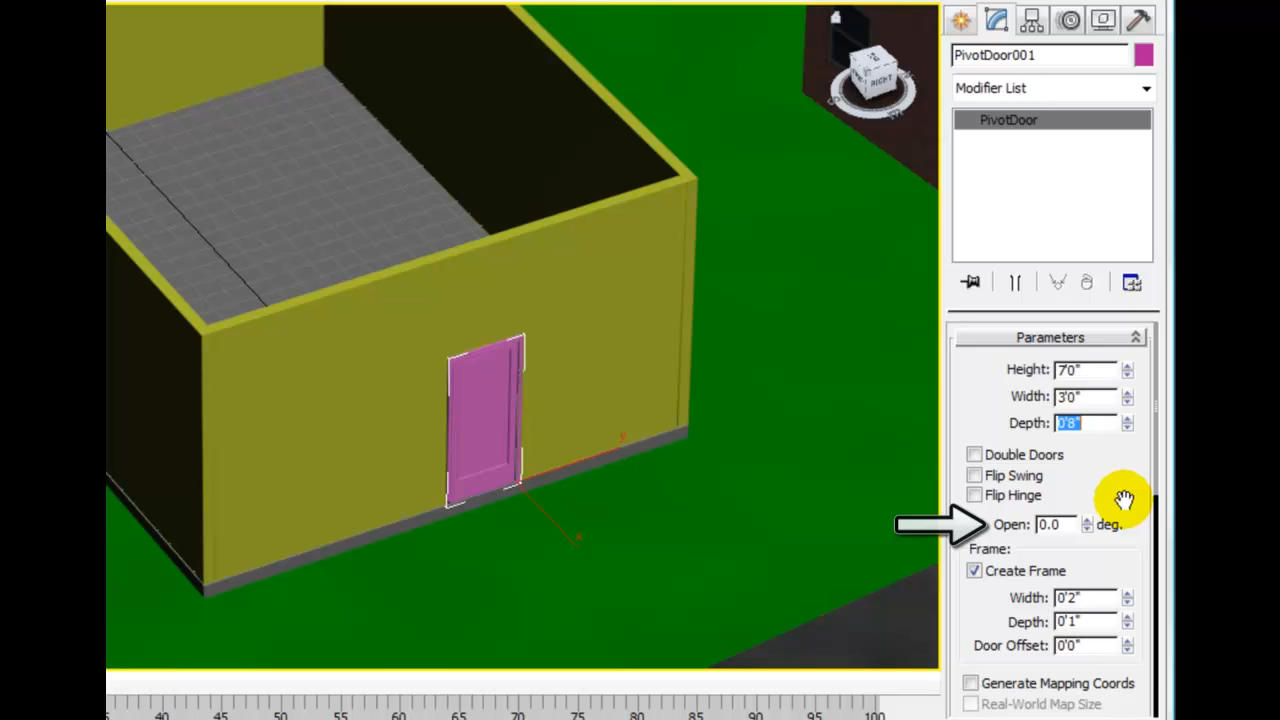 PivotDoor001
Modifier List
PivotDoor
RIGHT
Parameters
Height: 7'0"
Width: 3'0"
Depth: 0'8"
Double Doors
Flip Swing
Flip Hinge
Open: 0.0 deg.
Frame:
Create Frame
Width: 0'2"
Depth: 0'1"
Door Offset: 0'0"
Generate Mapping Coords
Real-World Map Size
y
x
40 45 50 55 60 65 70 75 80 85 90 95 100